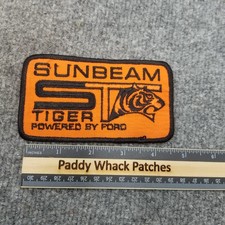 SUNBEAM
ST
TIGER
POWERED BY FORD
Paddy Whack Patches